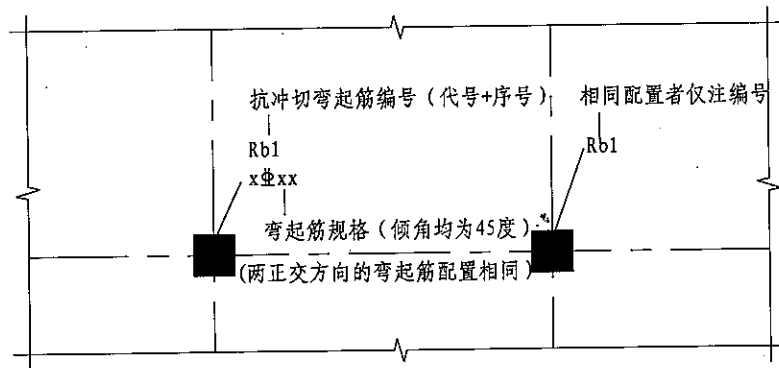 抗冲切弯起筋编号(代号+序号)
相同配置者仅注编号
Rb1
xΦxx
Rb1
弯起筋规格(倾角均为45度)
(两正交方向的弯起筋配置相同)